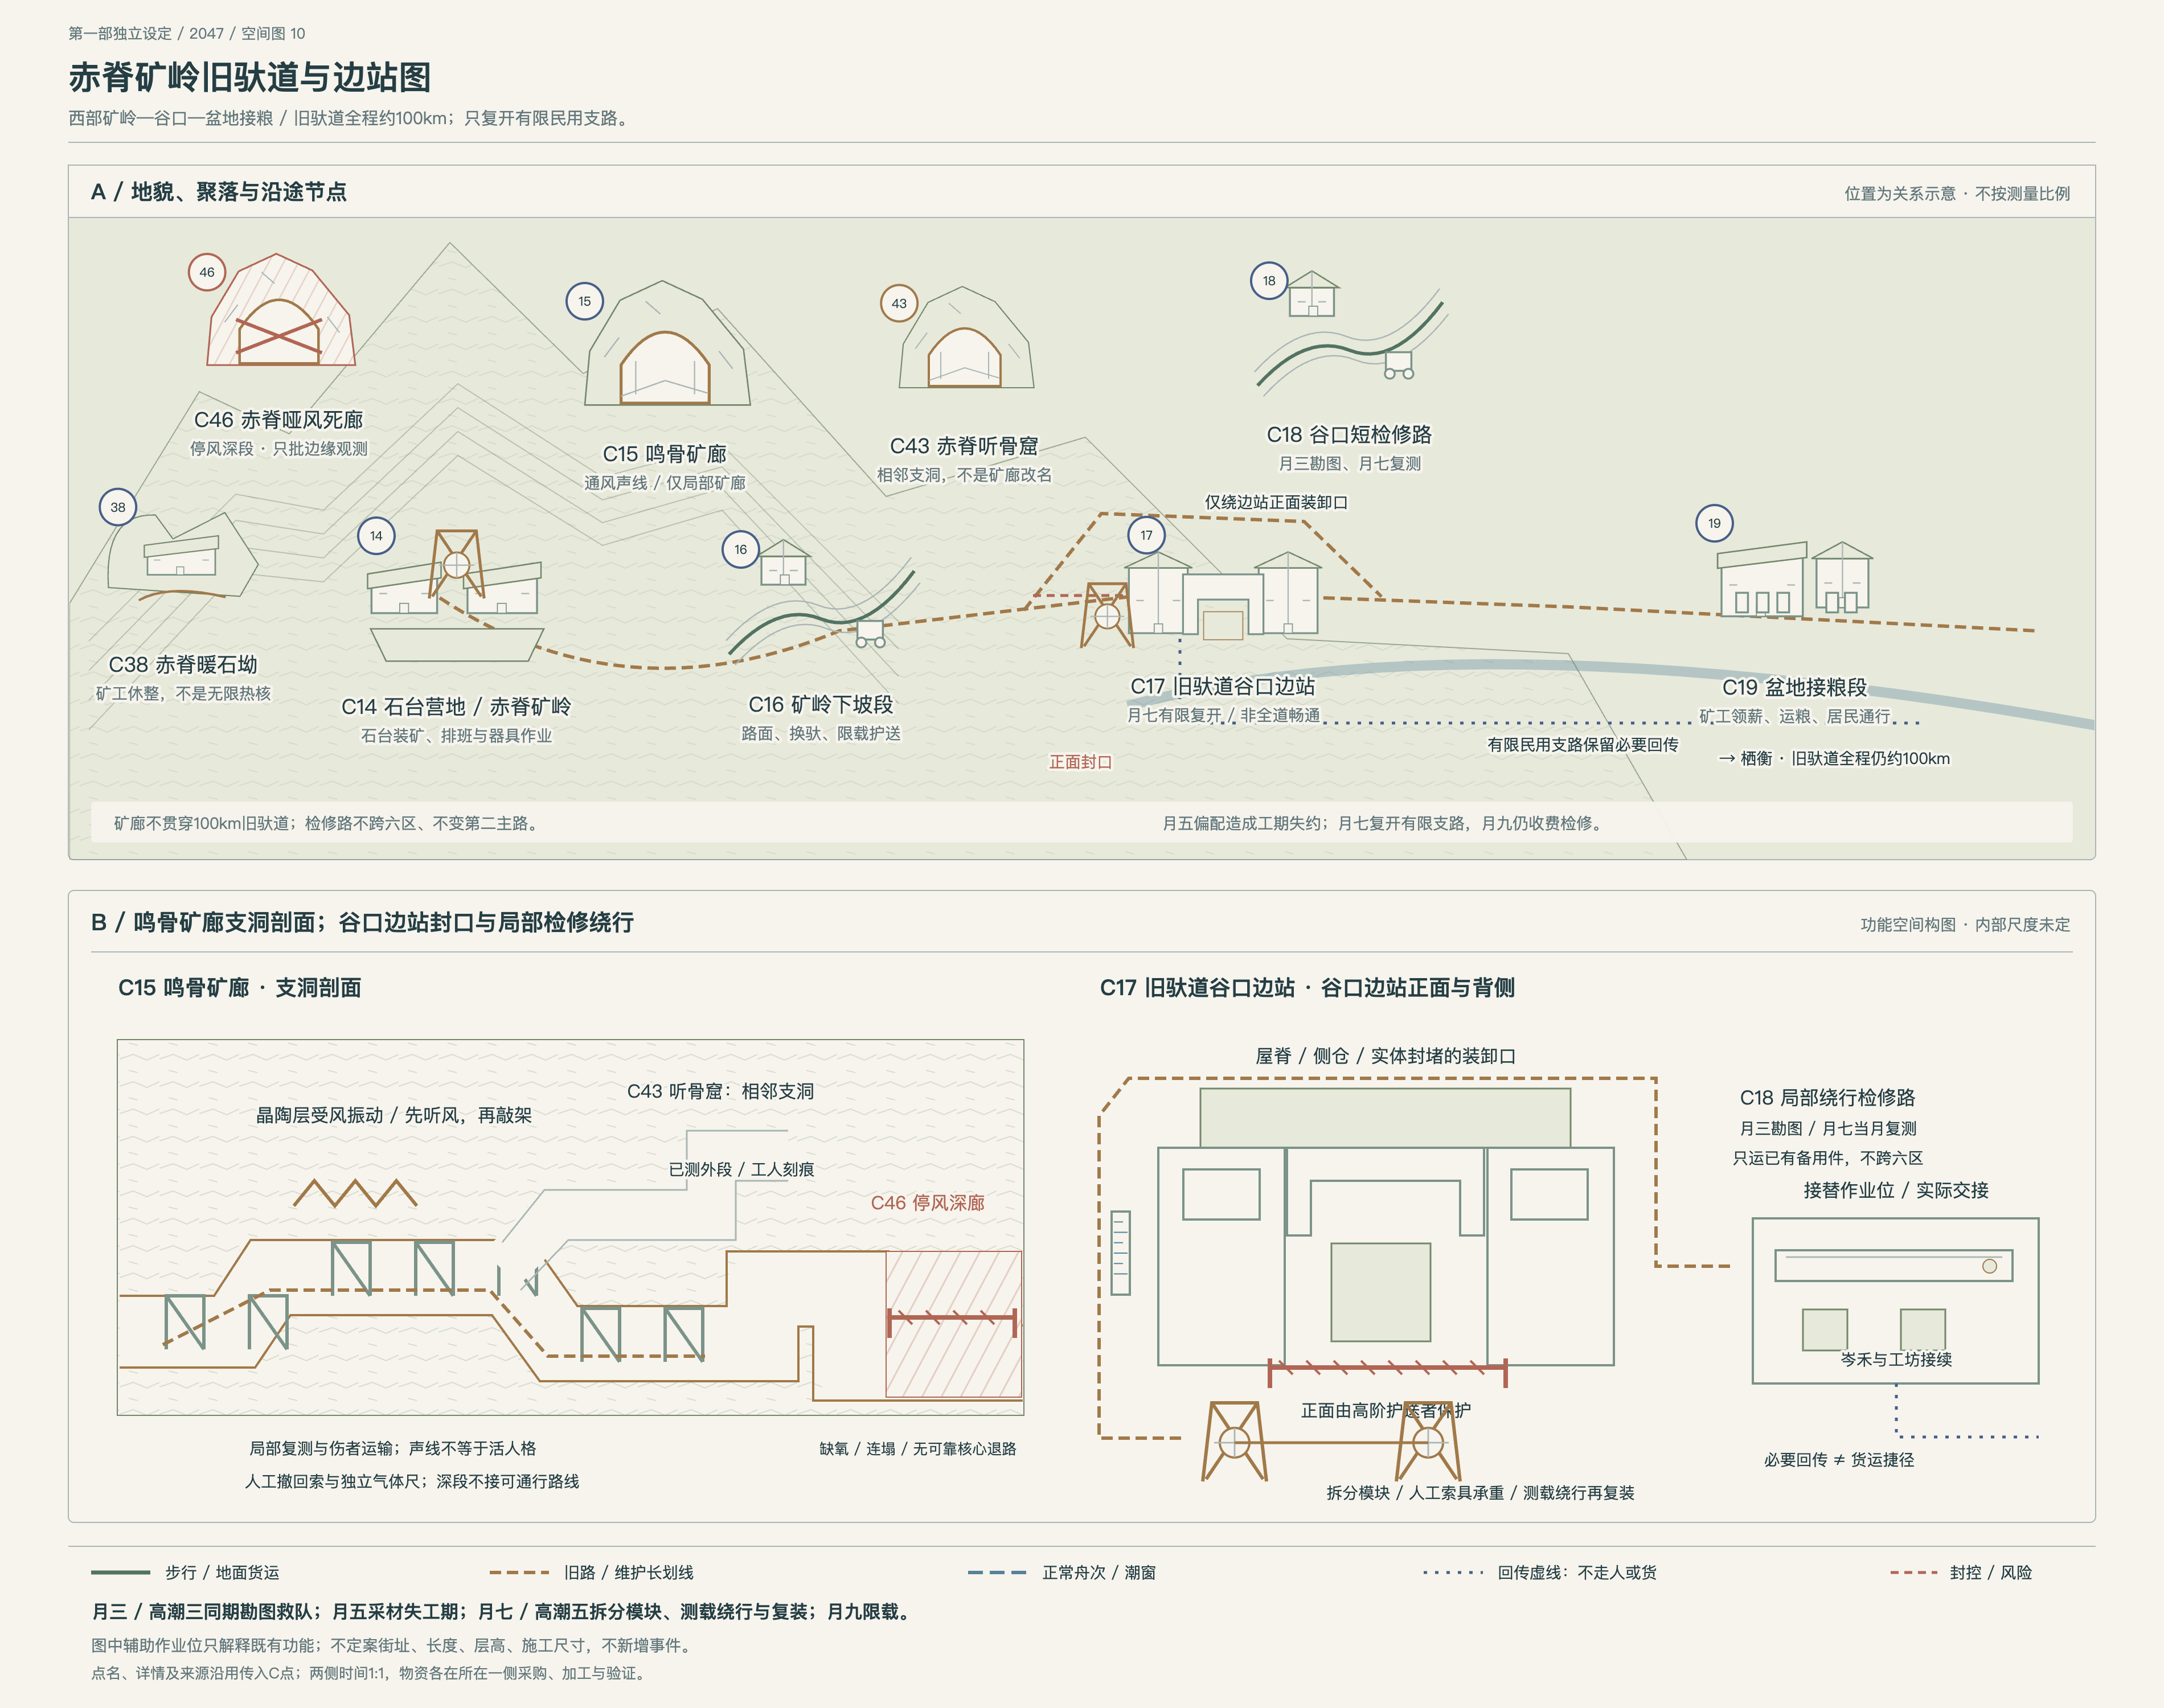 第一部独立设定 / 2047 / 空间图 10
赤脊矿岭旧驮道与边站图
西部矿岭—谷口—盆地接粮 / 旧驮道全程约100km；只复开有限民用支路。
A / 地貌、聚落与沿途节点
位置为关系示意 · 不按测量比例
46
15
43
18
C46 赤脊哑风死廊
停风深段 · 只批边缘观测
C15 鸣骨矿廊
通风声线 / 仅局部矿廊
C43 赤脊听骨窟
相邻支洞，不是矿廊改名
C18 谷口短检修路
月三勘图、月七复测
仅绕边站正面装卸口
38
14
16
17
19
C38 赤脊暖石坳
矿工休整，不是无限热核
C14 石台营地 / 赤脊矿岭
石台装矿、排班与器具作业
C16 矿岭下坡段
路面、换驮、限载护送
C17 旧驮道谷口边站
月七有限复开 / 非全道畅通
C19 盆地接粮段
矿工领薪、运粮、居民通行
正面封口
有限民用支路保留必要回传
→ 栖衡 · 旧驮道全程仍约100km
矿廊不贯穿100km旧驮道；检修路不跨六区、不变第二主路。
月五偏配造成工期失约；月七复开有限支路，月九仍收费检修。
B / 鸣骨矿廊支洞剖面；谷口边站封口与局部检修绕行
功能空间构图 · 内部尺度未定
C15 鸣骨矿廊 · 支洞剖面
晶陶层受风振动 / 先听风，再敲架
C43 听骨窟：相邻支洞
已测外段 / 工人刻痕
C46 停风深廊
局部复测与伤者运输；声线不等于活人格
人工撤回索与独立气体尺；深段不接可通行路线
缺氧 / 连塌 / 无可靠核心退路
C17 旧驮道谷口边站 · 谷口边站正面与背侧
屋脊 / 侧仓 / 实体封堵的装卸口
C18 局部绕行检修路
月三勘图 / 月七当月复测
只运已有备用件，不跨六区
接替作业位 / 实际交接
岑禾与工坊接续
正面由高阶护送者保护
必要回传 ≠ 货运捷径
拆分模块 / 人工索具承重 / 测载绕行再复装
步行 / 地面货运
旧路 / 维护长划线
正常舟次 / 潮窗
回传虚线：不走人或货
封控 / 风险
月三 / 高潮三同期勘图救队；月五采材失工期；月七 / 高潮五拆分模块、测载绕行与复装；月九限载。
图中辅助作业位只解释既有功能；不定案街址、长度、层高、施工尺寸，不新增事件。
点名、详情及来源沿用传入C点；两侧时间1:1，物资各在所在一侧采购、加工与验证。